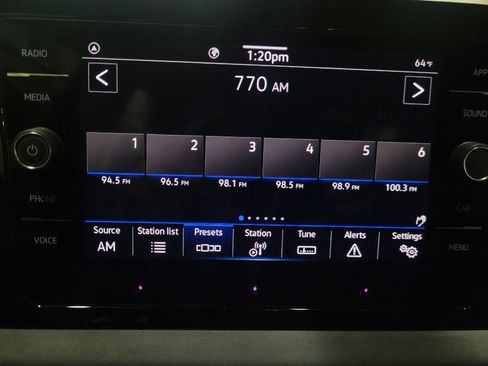 RADIO
MEDIA
PHONE
VOICE
1:20pm
64°F
770 AM
1 2 3 4 5 6
94.5 FM 96.5 FM 98.1 FM 98.5 FM 98.9 FM 100.3 FM
Source Station list Presets Station Tune Alerts Settings
AM
APP
SOUND
CAR
MENU